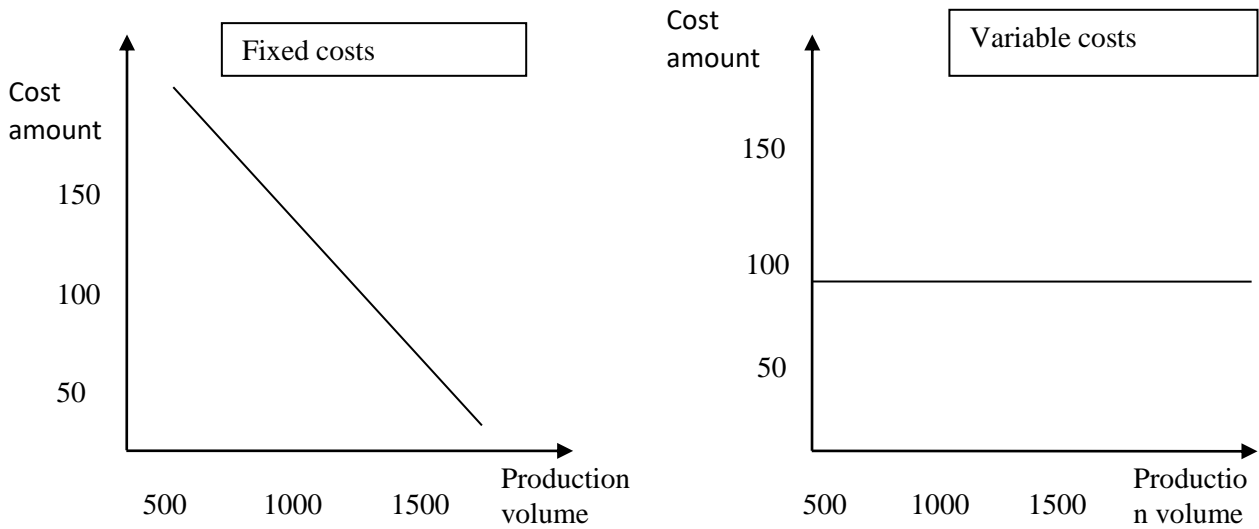 Fixed costs
Cost
amount
150
100
50
500 1000 1500
Production
volume
Cost
amount
Variable costs
150
100
50
500 1000 1500
Productio
n volume